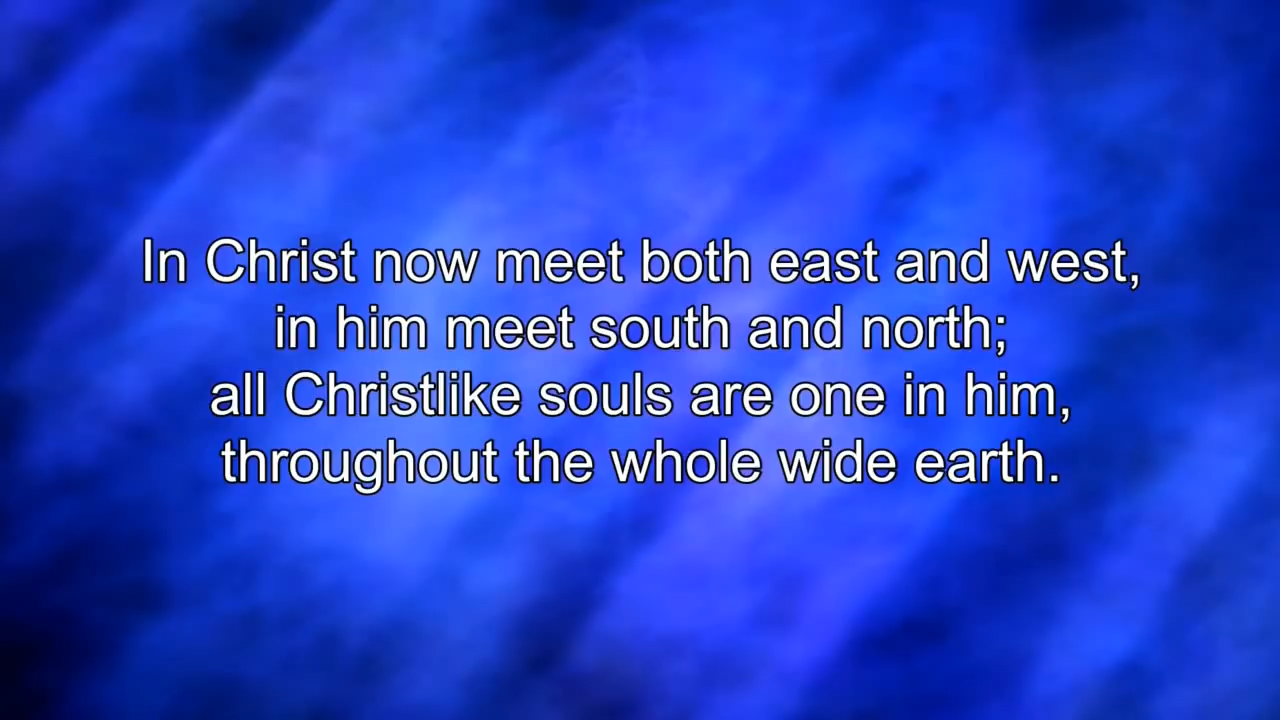 In Christ now meet both east and west,
in him meet south and north;
all Christlike souls are one in him,
throughout the whole wide earth.